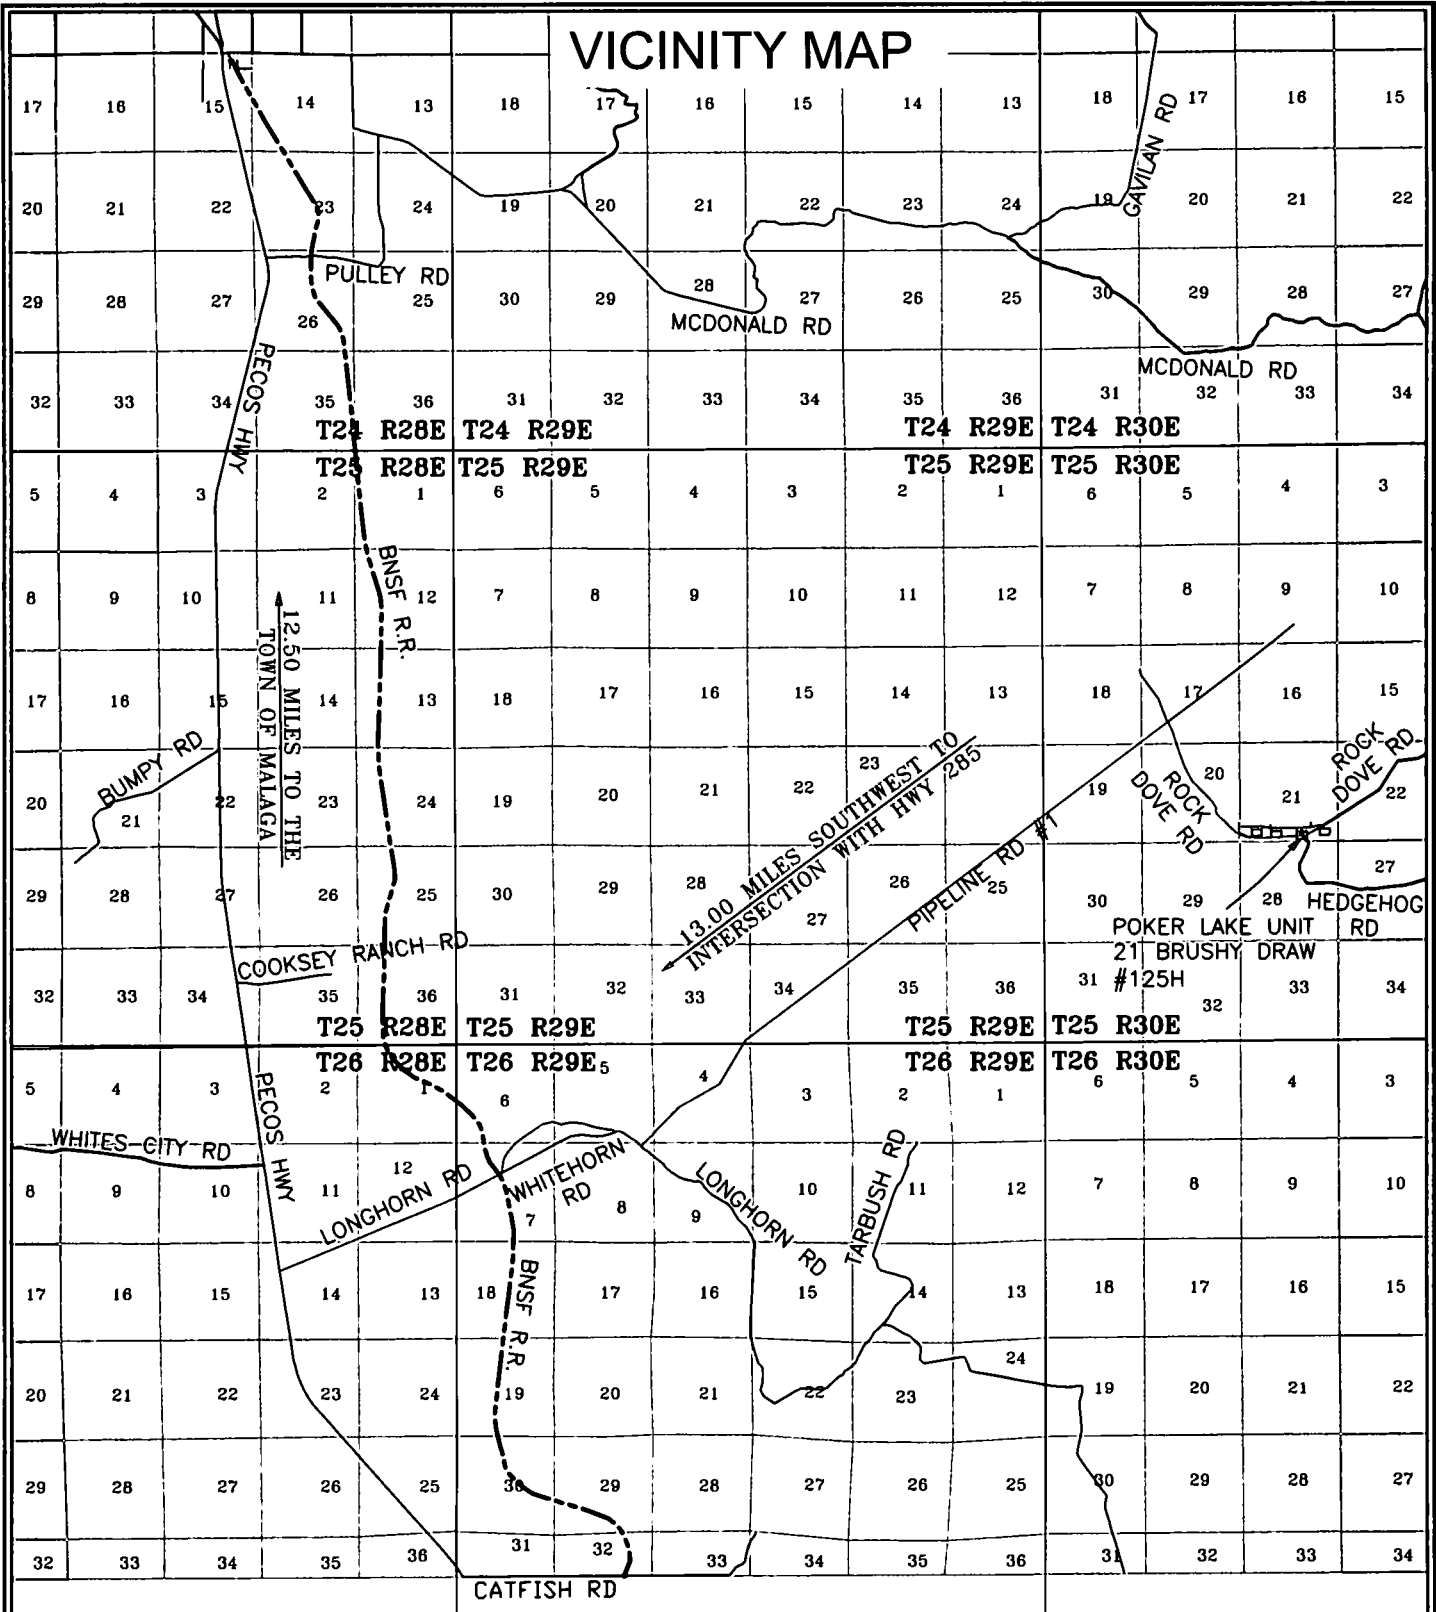 VICINITY MAP
17 16 15 14 13 18 17 16 15 14 13 18 17 16 15
GAVILAN RD
20 21 22 23 24 19 20 21 22 23 24 19 20 21 22
PULLEY RD
29 28 27 26 25 30 29 28 27 26 25 30 29 28 27
MCDONALD RD
MCDONALD RD
PECOS HWY
32 33 34 35 36 31 32 33 34 35 36 31 32 33 34
T24 R28E T24 R29E T24 R29E T24 R30E
T25 R28E T25 R29E T25 R29E T25 R30E
5 4 3 2 1 6 5 4 3 2 1 6 5 4 3
BNSF R.R.
8 9 10 11 12 7 8 9 10 11 12 7 8 9 10
12.50 MILES TO THE
TOWN OF MALAGA
17 16 15 14 13 18 17 16 15 14 13 18 17 16 15
BUMPY RD
13.00 MILES SOUTHWEST TO
INTERSECTION WITH HWY 285
ROCK
DOVE RD
ROCK
DOVE RD
20 21 22 23 24 19 20 21 22 23 19 20 21 22
PIPELINE RD #1
29 28 27 26 25 30 29 28 27 26 25 30 29 28 27
HEDGEHOG
RD
POKER LAKE UNIT
21 BRUSHY DRAW
#125H
COOKSEY RANCH RD
32 33 34 35 36 31 32 33 34 35 36 31 32 33 34
T25 R28E T25 R29E T25 R29E T25 R30E
T26 R28E T26 R29E T26 R29E T26 R30E
5 4 3 2 1 6 5 4 3 2 1 6 5 4 3
PECOS HWY
WHITES CITY RD
LONGHORN RD
WHITEHORN
RD
LONGHORN RD
TARBUSH RD
8 9 10 11 12 7 8 9 10 11 12 7 8 9 10
BNSF R.R.
17 16 15 14 13 18 17 16 15 14 13 18 17 16 15
20 21 22 23 24 19 20 21 22 23 24 19 20 21 22
29 28 27 26 25 30 29 28 27 26 25 30 29 28 27
32 33 34 35 36 31 32 33 34 35 36 31 32 33 34
CATFISH RD